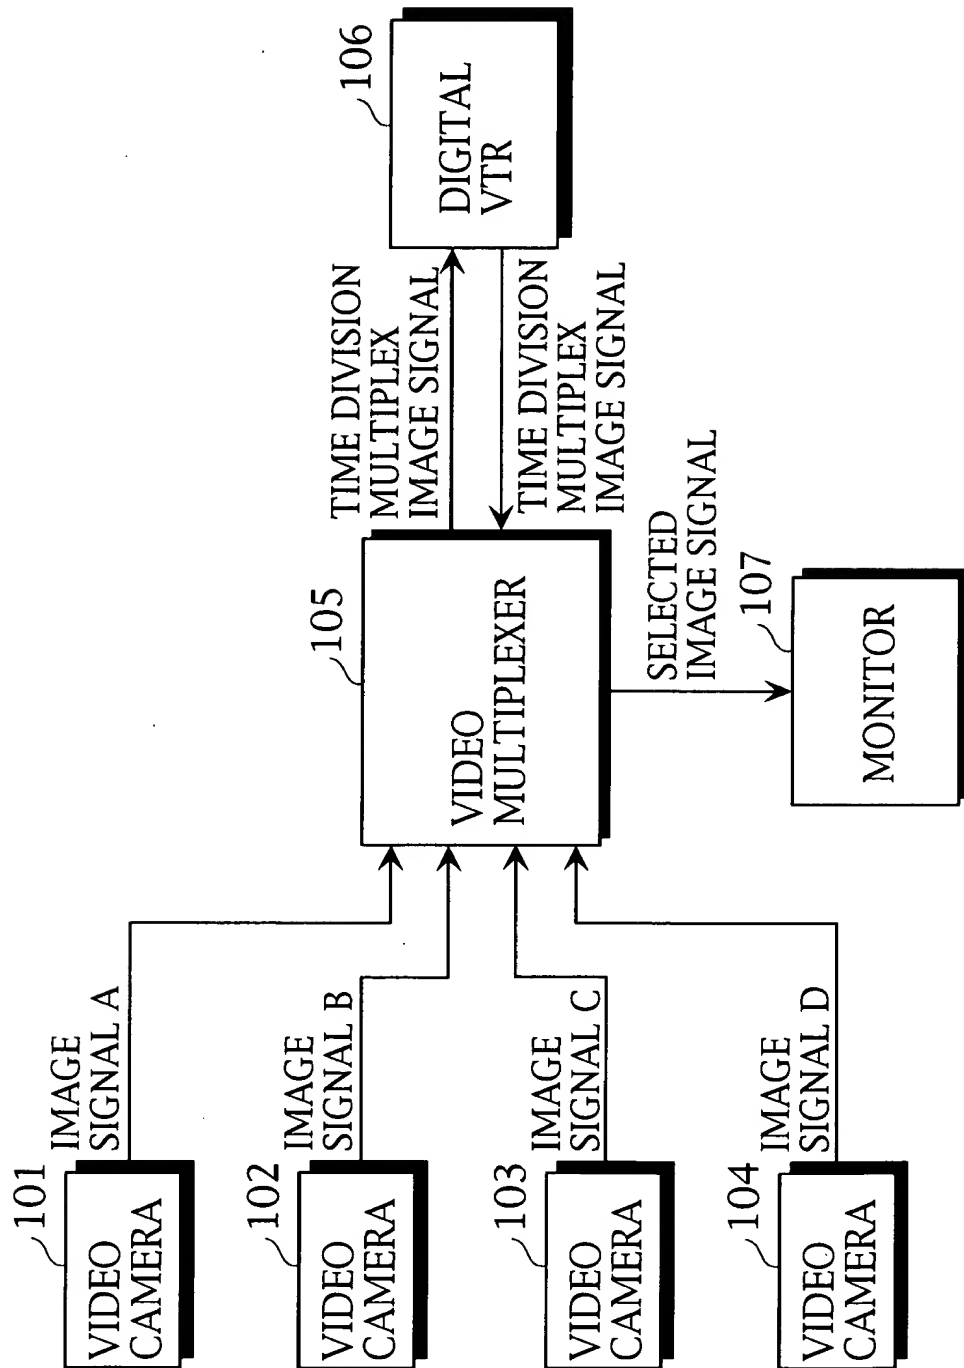 101
VIDEO
CAMERA
IMAGE
SIGNAL A
102
VIDEO
CAMERA
IMAGE
SIGNAL B
103
VIDEO
CAMERA
IMAGE
SIGNAL C
104
VIDEO
CAMERA
IMAGE
SIGNAL D
105
VIDEO
MULTIPLEXER
TIME DIVISION
MULTIPLEX
IMAGE SIGNAL
106
DIGITAL
VTR
TIME DIVISION
MULTIPLEX
IMAGE SIGNAL
SELECTED
IMAGE SIGNAL
107
MONITOR